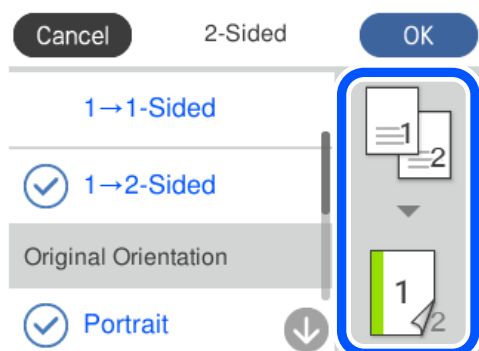 Cancel 2-Sided OK
1→1-Sided
1→2-Sided
Original Orientation
Portrait
1
2
1
2